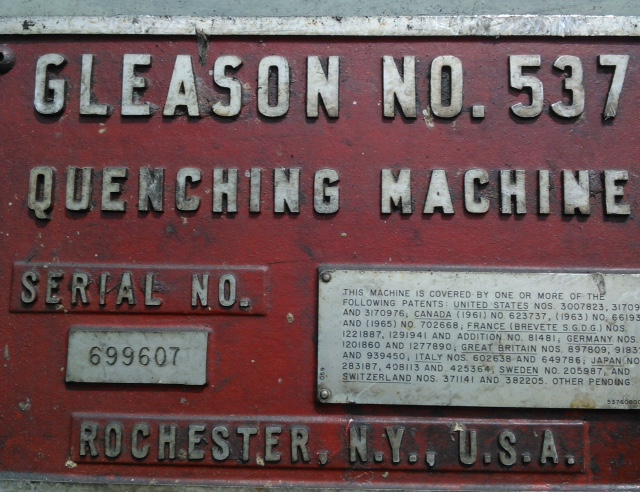 GLEASON NO. 537
QUENCHING MACHINE
SERIAL NO.
699607
THIS MACHINE IS COVERED BY ONE OR MORE OF THE
FOLLOWING PATENTS: UNITED STATES NOS. 3007823,
AND 3170976, CANADA (1961) NO. 623737, (1963) NO.
AND (1965) NO. 702668, FRANCE (BREVETE S.G.D.G.) NOS.
1221887, 1291941 AND ADDITION NO. 81481, GERMANY NOS.
1201860 AND 1277890, GREAT BRITAIN NOS. 897809,
AND 939450, ITALY NOS. 602638 AND 649786, JAPAN NO
283187, 408113 AND 425364, SWEDEN NO. 205987, AND
SWITZERLAND NOS. 371141 AND 382205. OTHER PENDING
ROCHESTER, N.Y., U.S.A.